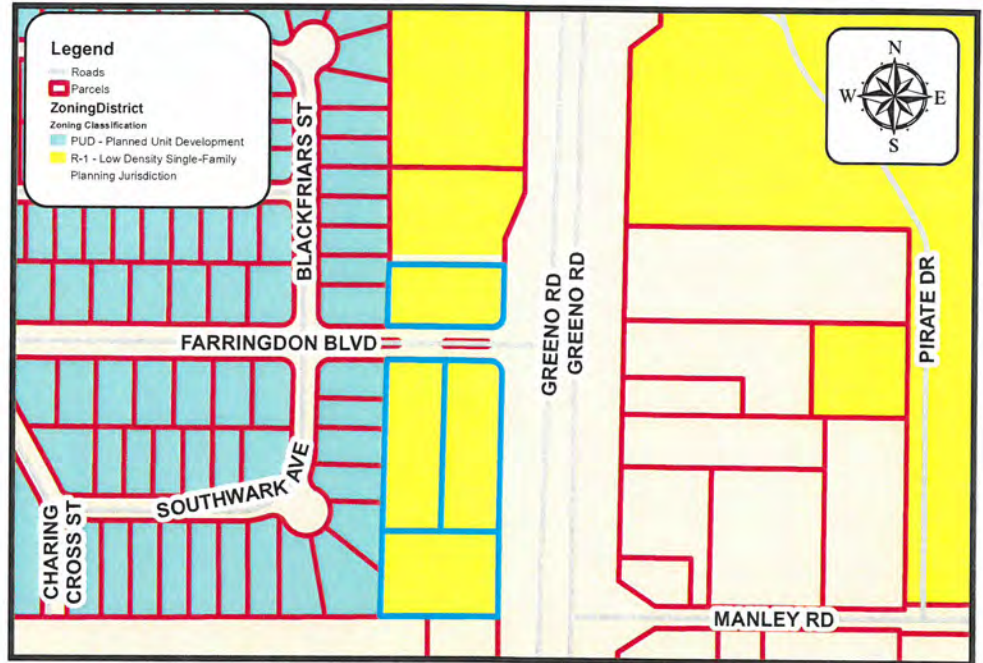 Legend
Roads
Parcels
ZoningDistrict
Zoning Classification
PUD - Planned Unit Development
R-1 - Low Density Single-Family
Planning Jurisdiction
N
W E
S
BLACKFRIARS ST
FARRINGDON BLVD
GREENO RD
GREENO RD
PIRATE DR
SOUTHWARK AVE
CHARING
CROSS ST
MANLEY RD